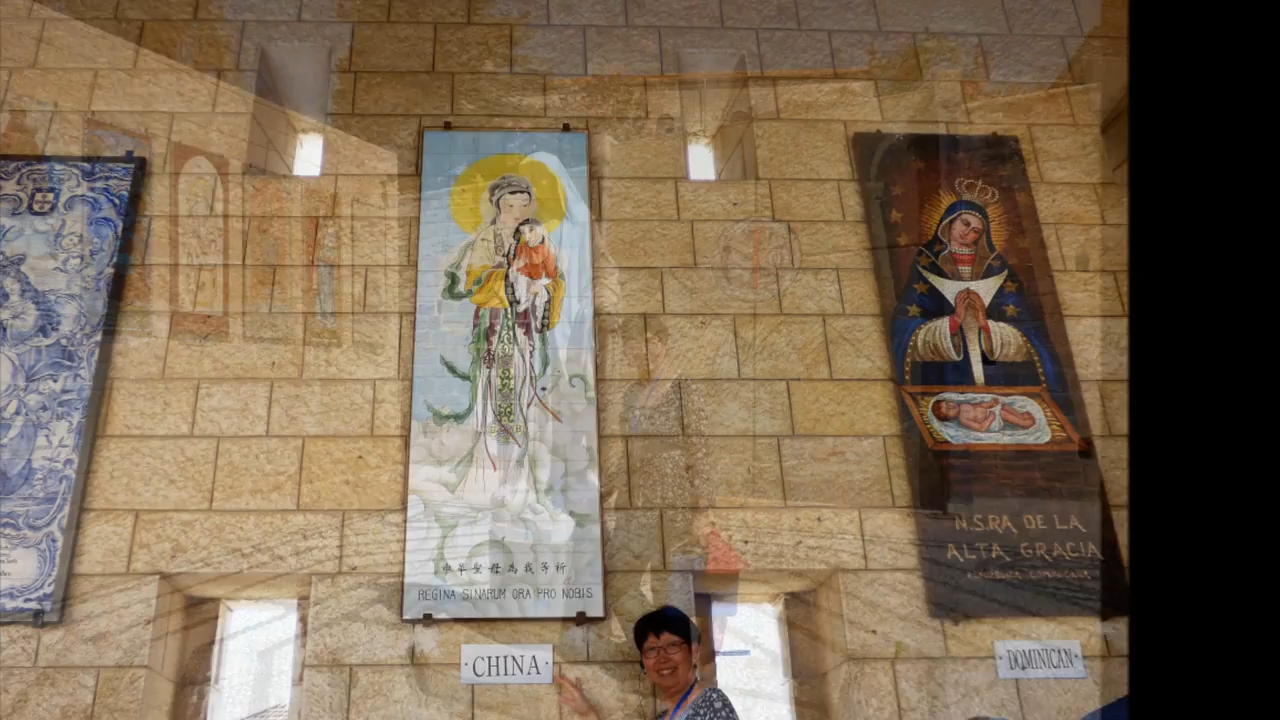 中華聖母為我等祈
REGINA SINARUM ORA PRO NOBIS
·CHINA·
N.S.RA DE LA
ALTA GRACIA
·DOMINICAN·